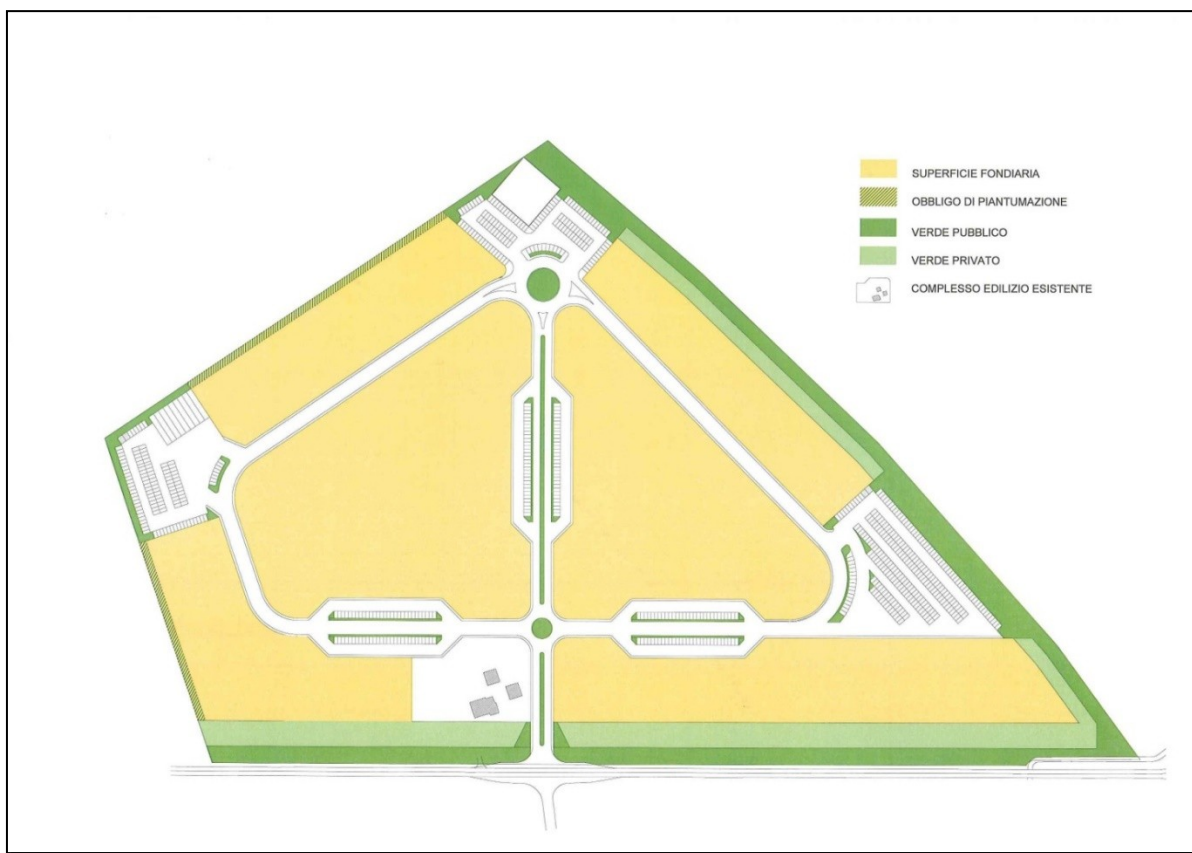 SUPERFICIE FONDIARIA
OBBLIGO DI PIANTUMAZIONE
VERDE PUBBLICO
VERDE PRIVATO
COMPLESSO EDILIZIO ESISTENTE